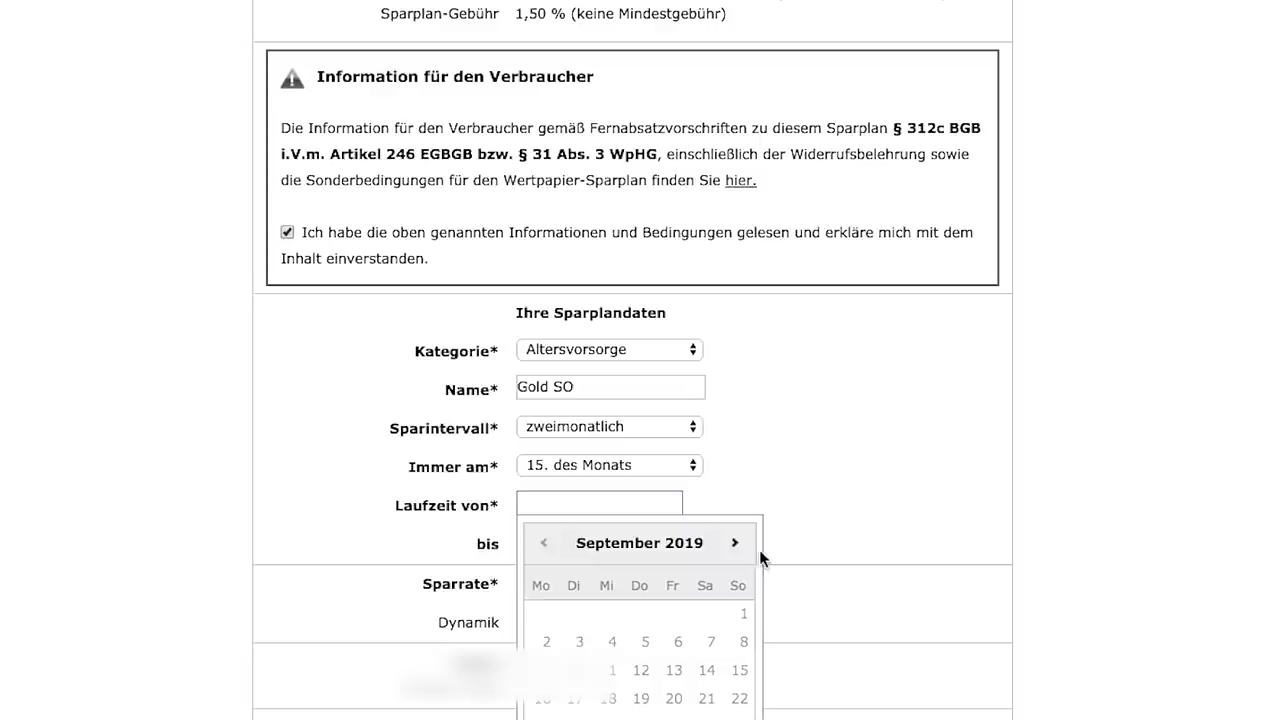 Sparplan-Gebühr 1,50 % (keine Mindestgebühr)
Information für den Verbraucher
Die Information für den Verbraucher gemäß Fernabsatzvorschriften zu diesem Sparplan § 312c BGB
i.V.m. Artikel 246 EGBGB bzw. § 31 Abs. 3 WpHG, einschließlich der Widerrufsbelehrung sowie
die Sonderbedingungen für den Wertpapier-Sparplan finden Sie hier.
Ich habe die oben genannten Informationen und Bedingungen gelesen und erkläre mich mit dem
Inhalt einverstanden.
Ihre Sparplandaten
Kategorie* Altersvorsorge
Name* Gold SO
Sparintervall* zweimonatlich
Immer am* 15. des Monats
Laufzeit von*
bis
September 2019
Sparrate*
Mo Di Mi Do Fr Sa So
1
Dynamik
2 3 4 5 6 7 8
12 13 14 15
18 19 20 21 22